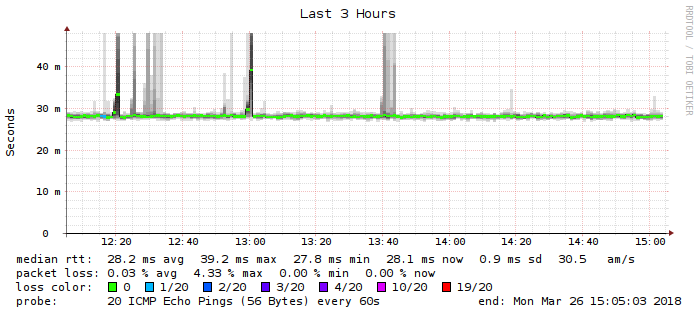 Last 3 Hours
RRDTOOL / TOBI OETIKER
Seconds
40 m
30 m
20 m
10 m
0
12:20 12:40 13:00 13:20 13:40 14:00 14:20 14:40 15:00
median rtt: 28.2 ms avg 39.2 ms max 27.8 ms min 28.1 ms now 0.9 ms sd 30.5 am/s
packet loss: 0.03 % avg 4.33 % max 0.00 % min 0.00 % now
loss color: 0 1/20 2/20 3/20 4/20 10/20 19/20
probe: 20 ICMP Echo Pings (56 Bytes) every 60s end: Mon Mar 26 15:05:03 2018